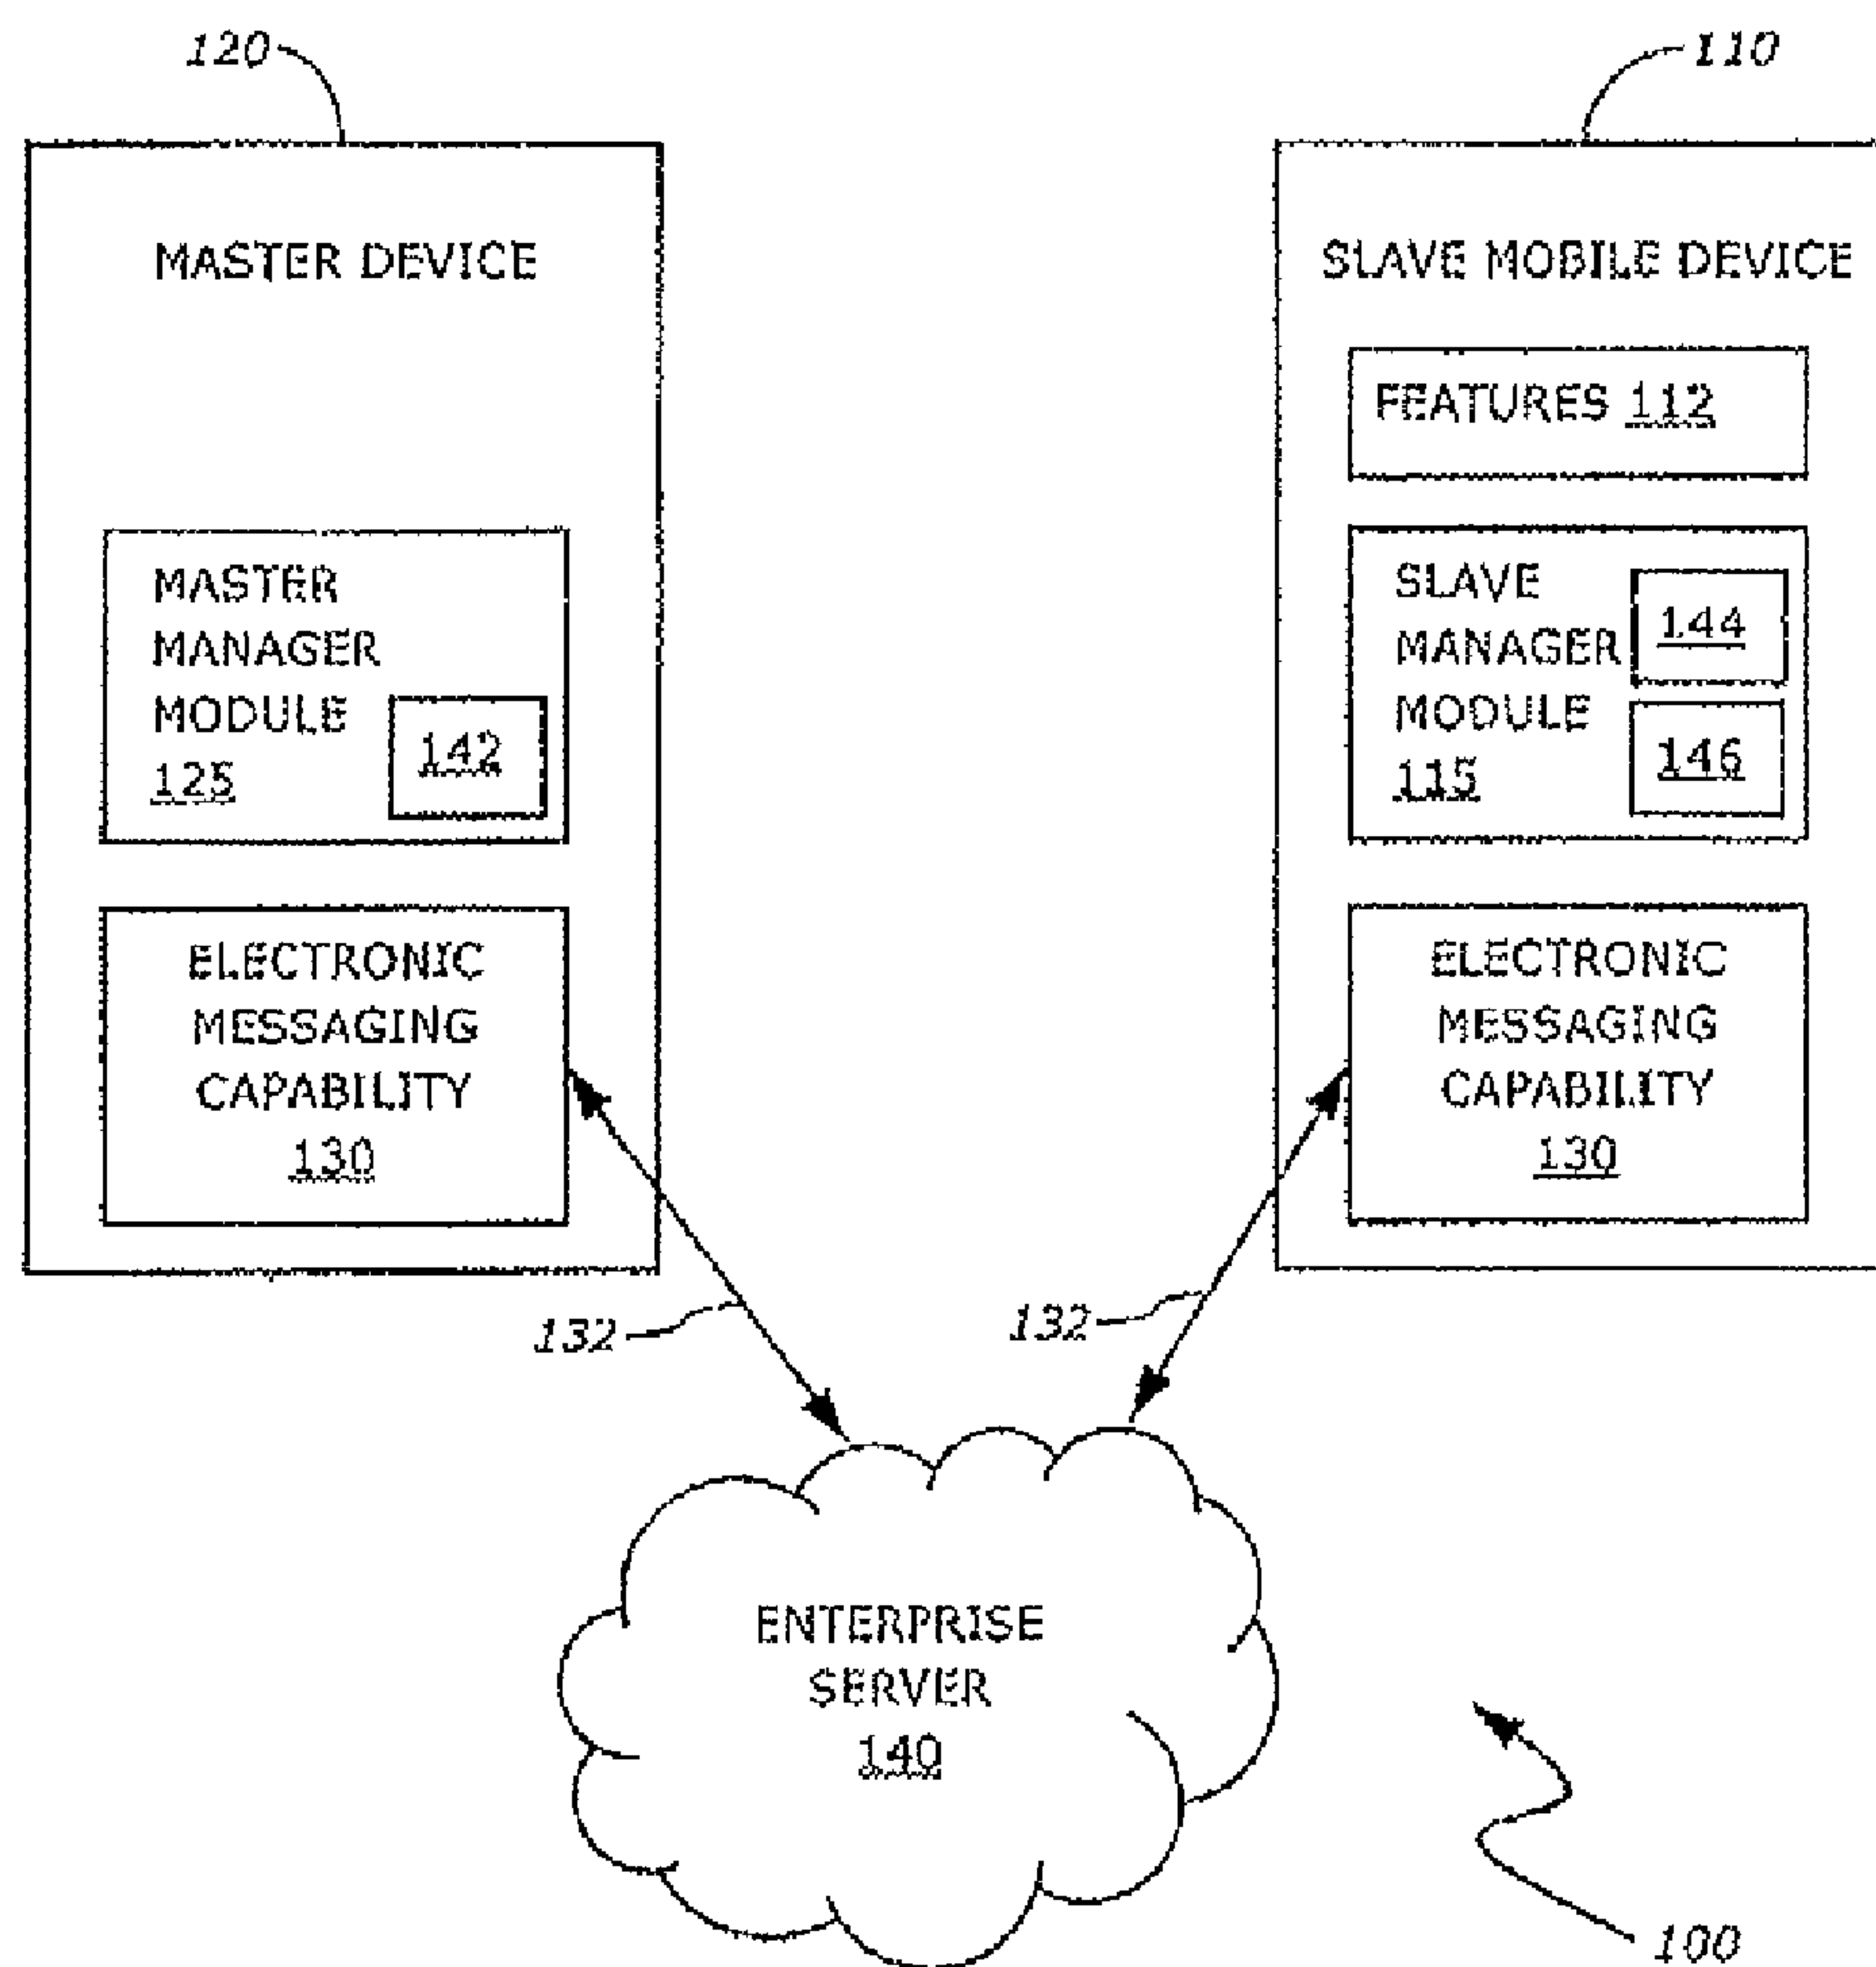 120
110
MASTER DEVICE
MASTER
MANAGER
MODULE
125
142
ELECTRONIC
MESSAGING
CAPABILITY
130
SLAVE MOBILE DEVICE
FEATURES 112
SLAVE
MANAGER
MODULE
115
144
146
ELECTRONIC
MESSAGING
CAPABILITY
130
132
132
ENTERPRISE
SERVER
140
100